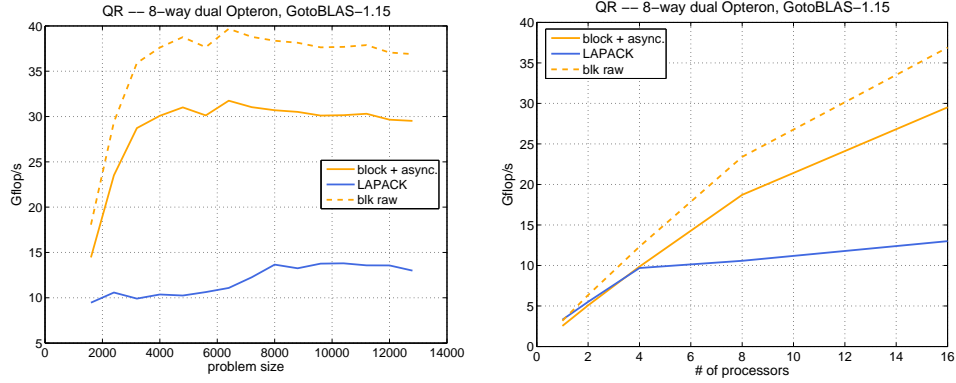 QR −− 8−way dual Opteron, GotoBLAS−1.15
40
35
30
25
20
15
10
5
Gflop/s
block + async.
LAPACK
blk raw
0 2000 4000 6000 8000 10000 12000 14000
problem size
QR −− 8−way dual Opteron, GotoBLAS−1.15
40
35
30
25
20
15
10
5
0
Gflop/s
block + async.
LAPACK
blk raw
0 2 4 6 8 10 12 14 16
# of processors